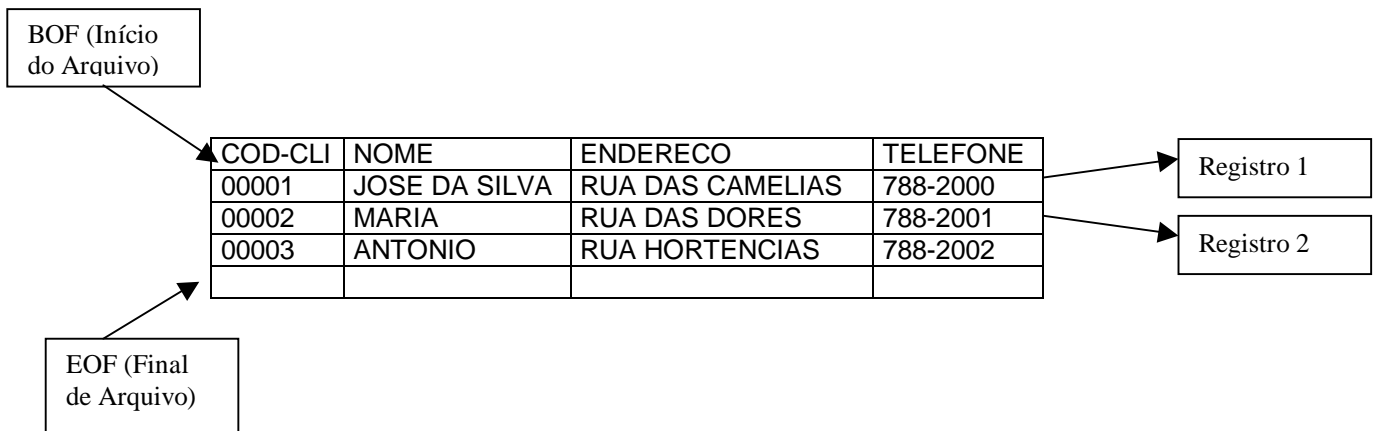 BOF (Início
do Arquivo)
COD-CLI NOME ENDERECO TELEFONE
00001 JOSE DA SILVA RUA DAS CAMELIAS 788-2000
00002 MARIA RUA DAS DORES 788-2001
00003 ANTONIO RUA HORTENCIAS 788-2002
Registro 1
Registro 2
EOF (Final
de Arquivo)